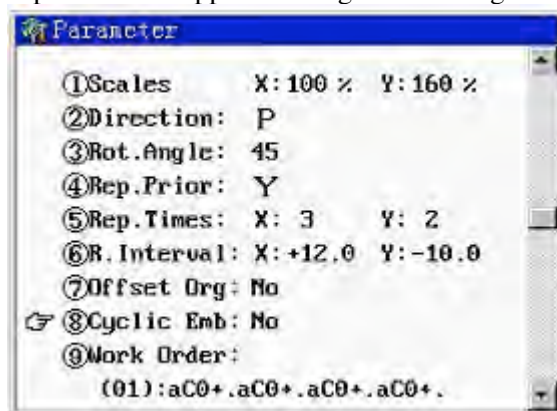 Parameter
①Scales X:100% Y:160%
②Direction: P
③Rot.Angle: 45
④Rep.Prior: Y
⑤Rep.Times: X: 3 Y: 2
⑥R.Interval: X:+12.0 Y:-10.0
⑦Offset Org: No
⑧Cyclic Emb: No
⑨Work Order:
(01):aC0+.aC0+.aC0+.aC0+.